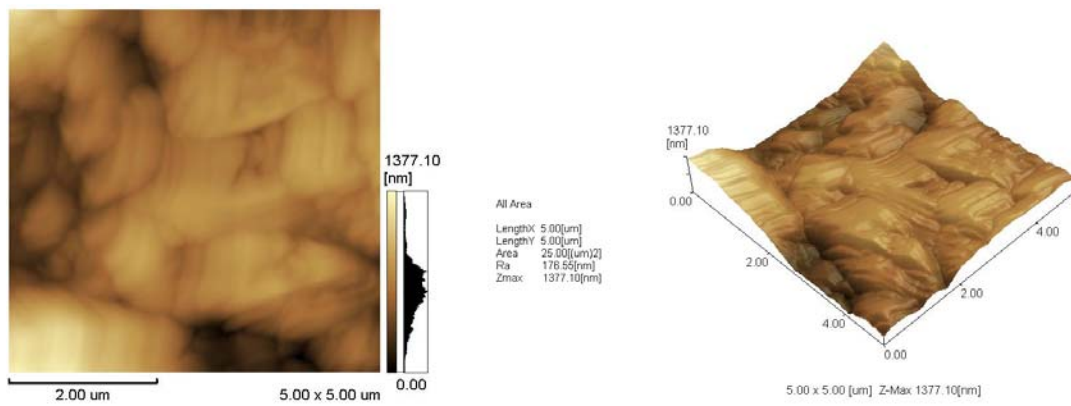 1377.10
[nm]
0.00
2.00 um
5.00 x 5.00 um
All Area
LengthX 5.00[um]
LengthY 5.00[um]
Area 25.00[(um)2]
Ra 176.55[nm]
Zmax 1377.10[nm]
1377.10
[nm]
0.00
2.00
4.00
0.00
2.00
4.00
5.00 x 5.00 [um] Z-Max 1377.10[nm]